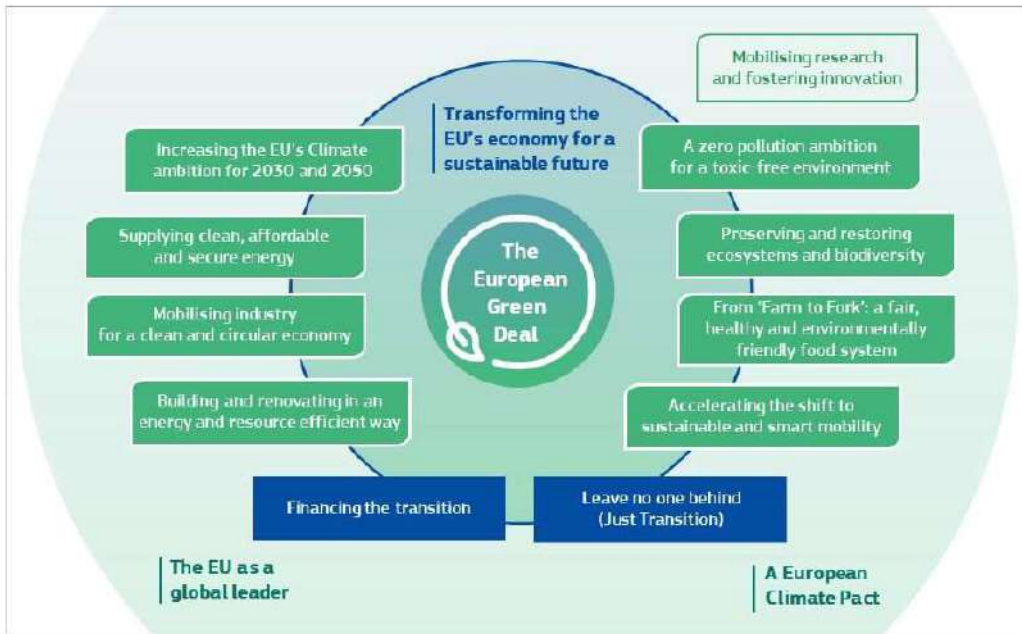 Mobilising research
and fostering innovation
Transforming the
EU's economy for a
sustainable future
Increasing the EU's Climate
ambition for 2030 and 2050
A zero pollution ambition
for a toxic-free environment
Supplying clean, affordable
and secure energy
Preserving and restoring
ecosystems and biodiversity
The
European
Green
Deal
Mobilising industry
for a clean and circular economy
From 'Farm to Fork': a fair,
healthy and environmentally
friendly food system
Building and renovating in an
energy and resource efficient way
Accelerating the shift to
sustainable and smart mobility
Financing the transition
Leave no one behind
(Just Transition)
The EU as a
global leader
A European
Climate Pact